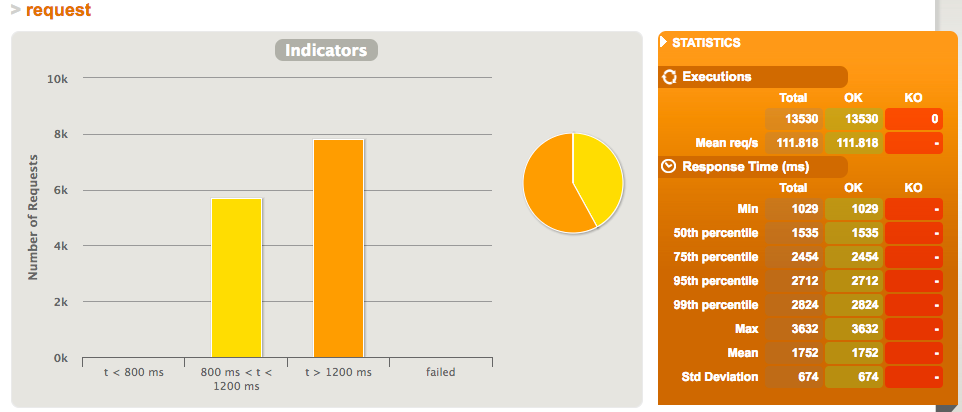 > request
Indicators
Number of Requests
10k
8k
6k
4k
2k
0k
t < 800 ms
800 ms < t <
1200 ms
t > 1200 ms
failed
STATISTICS
Executions
Total OK KO
13530 13530 0
Mean req/s 111.818 111.818 -
Response Time (ms)
Total OK KO
Min 1029 1029 -
50th percentile 1535 1535 -
75th percentile 2454 2454 -
95th percentile 2712 2712 -
99th percentile 2824 2824 -
Max 3632 3632 -
Mean 1752 1752 -
Std Deviation 674 674 -